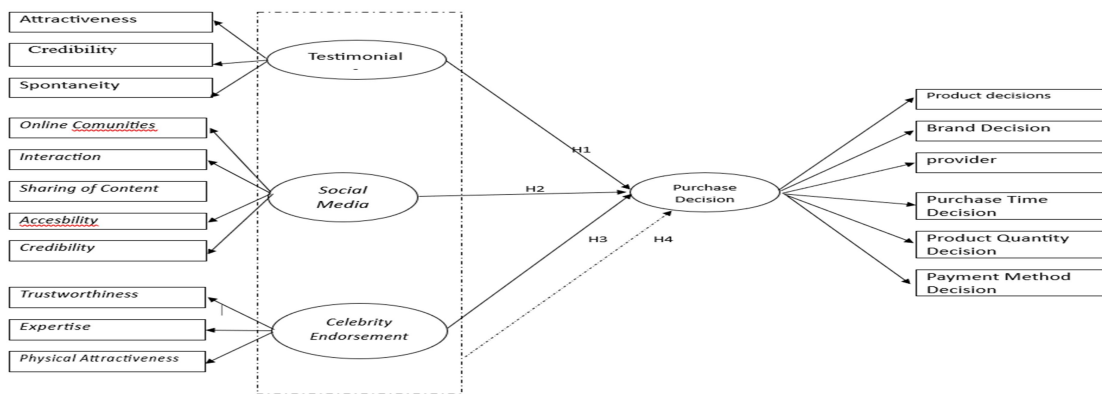 Attractiveness
Credibility
Spontaneity
Online Comunities
Interaction
Sharing of Content
Accesbility
Credibility
Trustworthiness
Expertise
Physical Attractiveness
Testimonial
-
Social
Media
Celebrity
Endorsement
H1
H2
H3
H4
Purchase
Decision
Product decisions
Brand Decision
provider
Purchase Time
Decision
Product Quantity
Decision
Payment Method
Decision